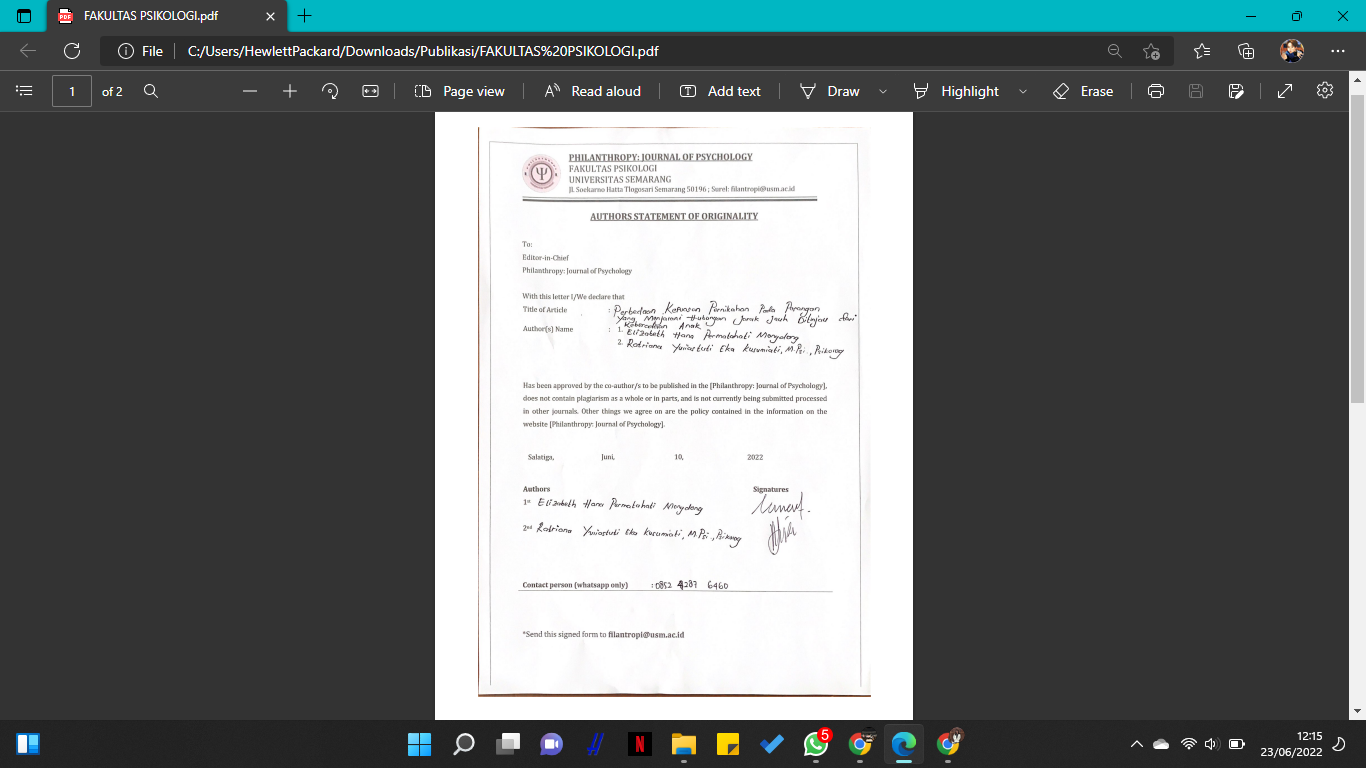 FAKULTAS PSIKOLOGI.pdf
File
C:/Users/HewlettPackard/Downloads/Publikasi/FAKULTAS%20PSIKOLOGI.pdf
1 of 2
Page view
Read aloud
Add text
Draw
Highlight
Erase
PHILANTHROPY: JOURNAL OF PSYCHOLOGY
FAKULTAS PSIKOLOGI
UNIVERSITAS SEMARANG
Jl. Soekarno Hatta Tlogosari Semarang 50196 ; Surel: filantropi@usm.ac.id
AUTHORS STATEMENT OF ORIGINALITY
To:
Editor-in-Chief
Philanthropy: Journal of Psychology
With this letter I/We declare that
Title of Article : Perbedaan Kepuasan Pernikahan Pada Pasangan
yang Menjalani Hubungan Jarak Jauh Ditinjau dari
Keberadaan Anak
Author(s) Name : 1. Elizabeth Hana Permatahati
2. Ratriana Yuliastuti Eka Kusumiati, M.Psi, Psikolog
Has been approved by the co-author/s to be published in the [Philanthropy: Journal of Psychology],
does not contain plagiarism as a whole or in parts, and is not currently being submitted processed
in other journals. Other things we agree on are the policy contained in the information on the
website [Philanthropy: Journal of Psychology].
Salatiga, Juni, 10, 2022
Authors Signatures
1st Elizabeth Hana Permatahati
2nd Ratriana Yuliastuti Eka Kusumiati, M.Psi, Psikolog
Contact person (whatsapp only) : 0852 4287 6460
*Send this signed form to filantropi@usm.ac.id
5
12:15
23/06/2022